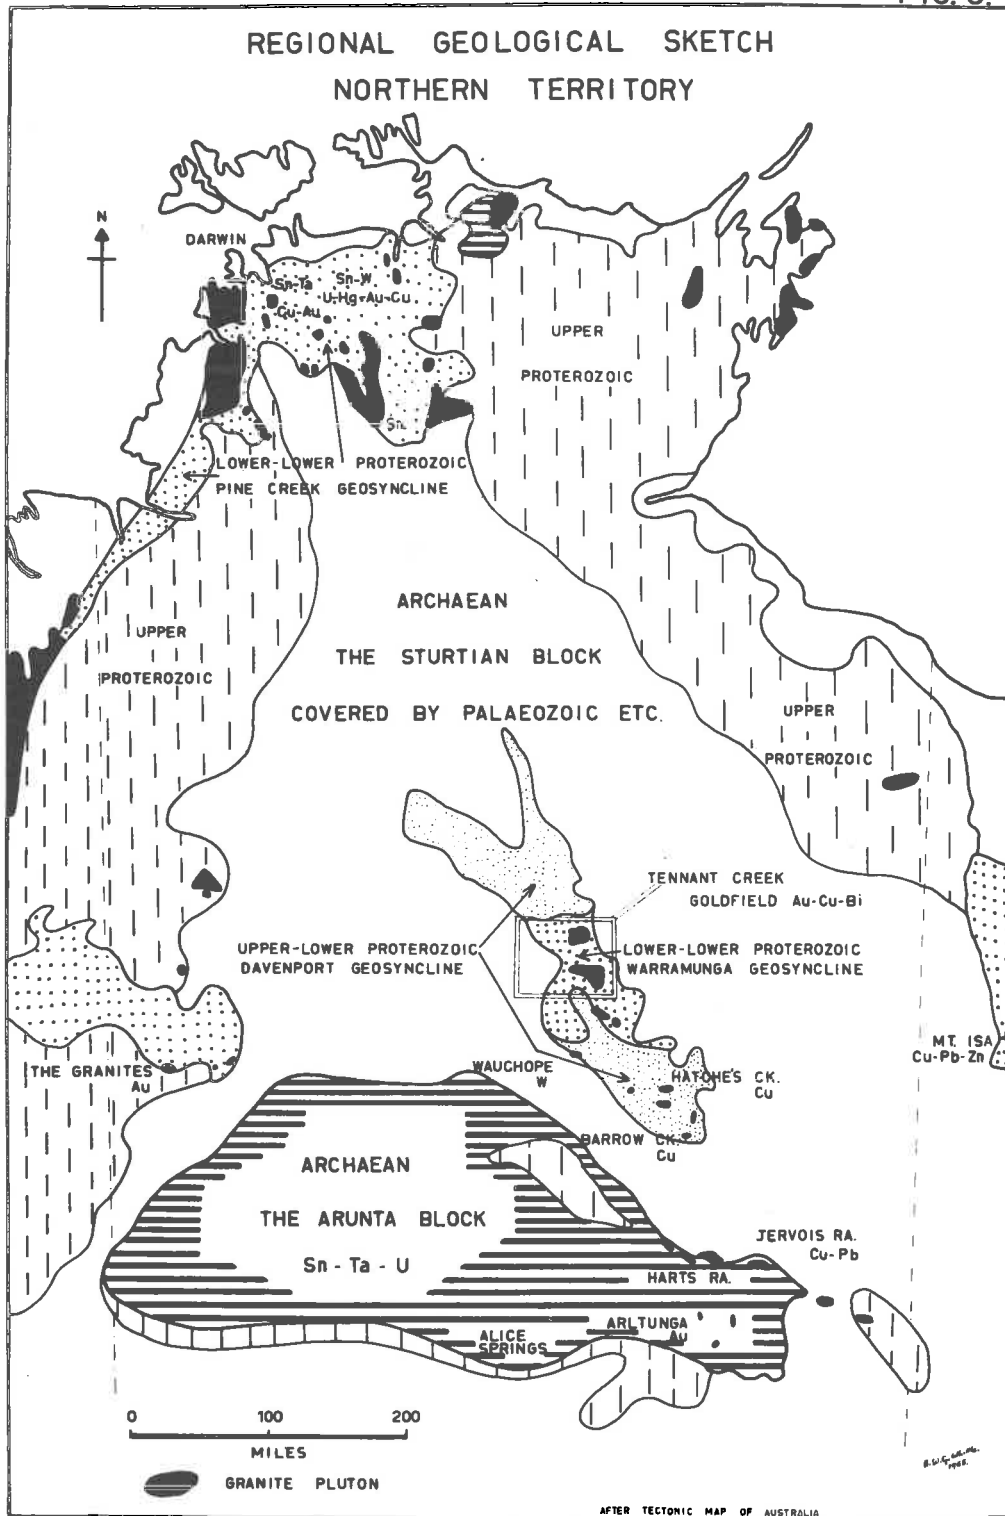 REGIONAL GEOLOGICAL SKETCH
NORTHERN TERRITORY
N
DARWIN
Sn-Ta
Sn-W
U-Hg-Au-Cu
Cu-Au
Sn
UPPER
PROTEROZOIC
LOWER-LOWER PROTEROZOIC
PINE CREEK GEOSYNCLINE
ARCHAEAN
THE STURTIAN BLOCK
COVERED BY PALAEOZOIC ETC.
UPPER
PROTEROZOIC
UPPER
PROTEROZOIC
TENNANT CREEK
GOLDFIELD Au-Cu-Bi
UPPER-LOWER PROTEROZOIC
DAVENPORT GEOSYNCLINE
LOWER-LOWER PROTEROZOIC
WARRAMUNGA GEOSYNCLINE
MT. ISA
Cu-Pb-Zn
THE GRANITES
Au
WAUCHOPE
W
HATCHE'S CK.
Cu
BARROW CK.
Cu
ARCHAEAN
THE ARUNTA BLOCK
Sn - Ta - U
JERVOIS RA.
Cu-Pb
HARTS RA.
ARLTUNGA
Au
ALICE
SPRINGS
0 100 200
MILES
GRANITE PLUTON
AFTER TECTONIC MAP OF AUSTRALIA